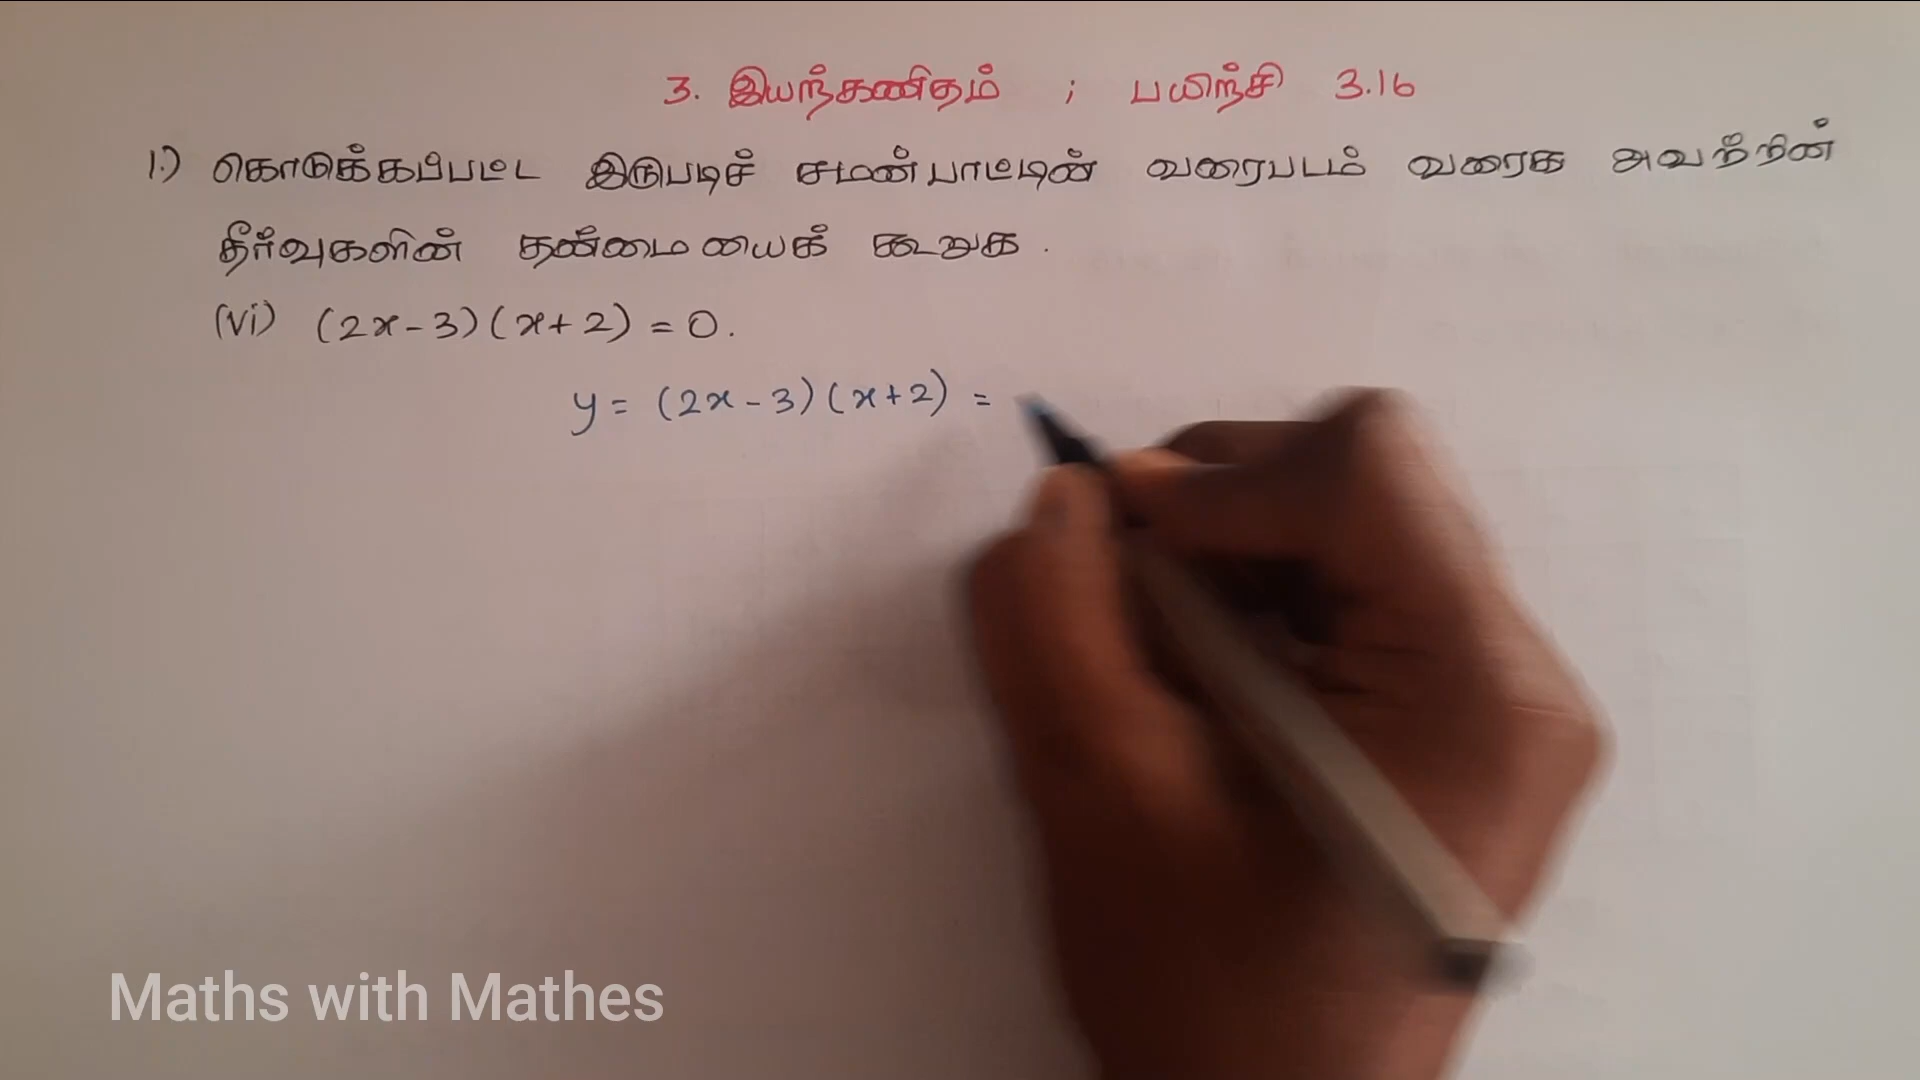 3. இயற்கணிதம் ; பயிற்சி 3.16
1.) கொடுக்கப்பட்ட இருபடிச் சமன்பாட்டின் வரைபடம் வரைக அவற்றின்
தீர்வுகளின் தன்மையைக் கூறுக .
(vi) (2x-3)(x+2) = 0.
y = (2x-3)(x+2) =
Maths with Mathes